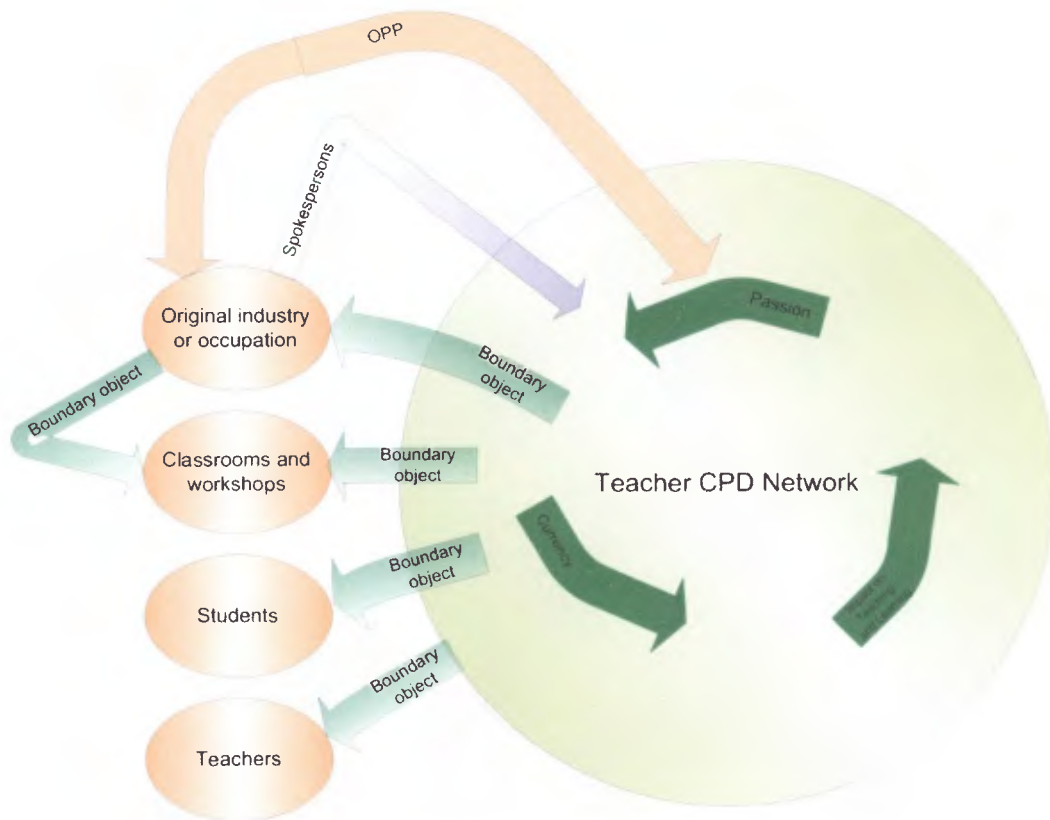 OPP
Spokespersons
Original industry
or occupation
Boundary
object
Passion
Boundary object
Classrooms and
workshops
Boundary
object
Teacher CPD Network
Currency
Boundary
object
Students
Teaching
Boundary
object
Teachers